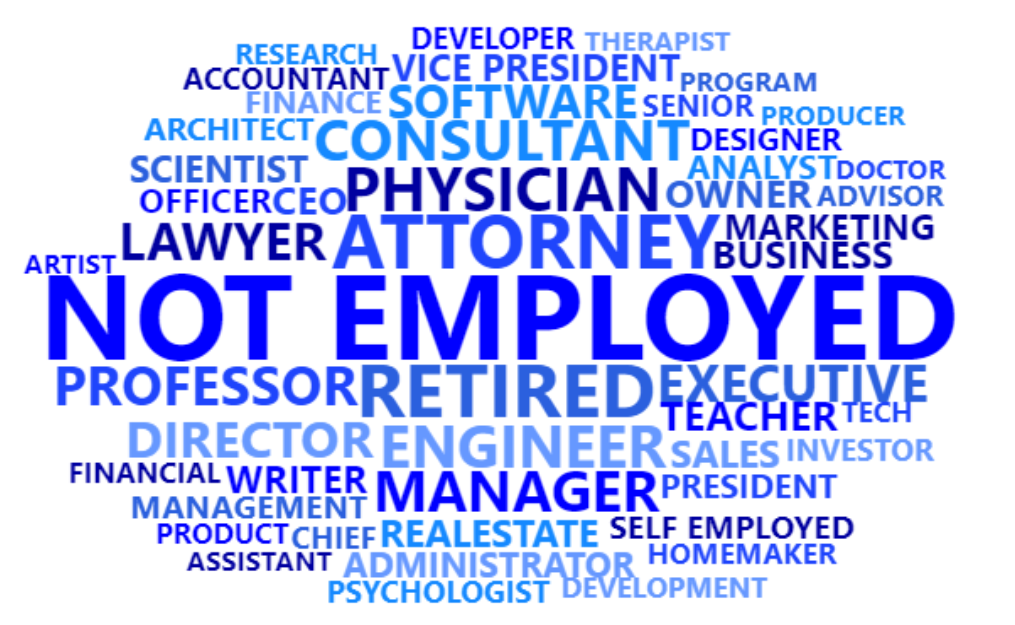 DEVELOPER THERAPIST
RESEARCH
ACCOUNTANT VICE PRESIDENT PROGRAM
FINANCE SOFTWARE SENIOR PRODUCER
ARCHITECT CONSULTANT DESIGNER
SCIENTIST ANALYST DOCTOR
OFFICER CEO PHYSICIAN OWNER ADVISOR
LAWYER ATTORNEY MARKETING
BUSINESS
ARTIST
NOT EMPLOYED
PROFESSOR RETIRED EXECUTIVE
TEACHER TECH
DIRECTOR ENGINEER SALES INVESTOR
FINANCIAL WRITER MANAGER PRESIDENT
MANAGEMENT
PRODUCT CHIEF REALESTATE SELF EMPLOYED
ASSISTANT ADMINISTRATOR HOMEMAKER
PSYCHOLOGIST DEVELOPMENT